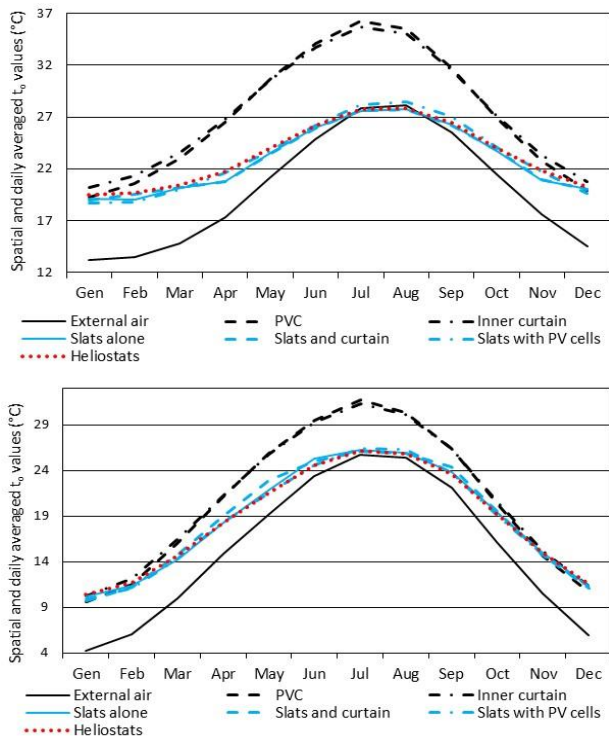 Spatial and daily averaged tₒ values (°C)
37
32
27
22
17
12
Gen Feb Mar Apr May Jun Jul Aug Sep Oct Nov Dec
External air PVC Inner curtain
Slats alone Slats and curtain Slats with PV cells
Heliostats
Spatial and daily averaged tₒ values (°C)
29
24
19
14
9
4
Gen Feb Mar Apr May Jun Jul Aug Sep Oct Nov Dec
External air PVC Inner curtain
Slats alone Slats and curtain Slats with PV cells
Heliostats